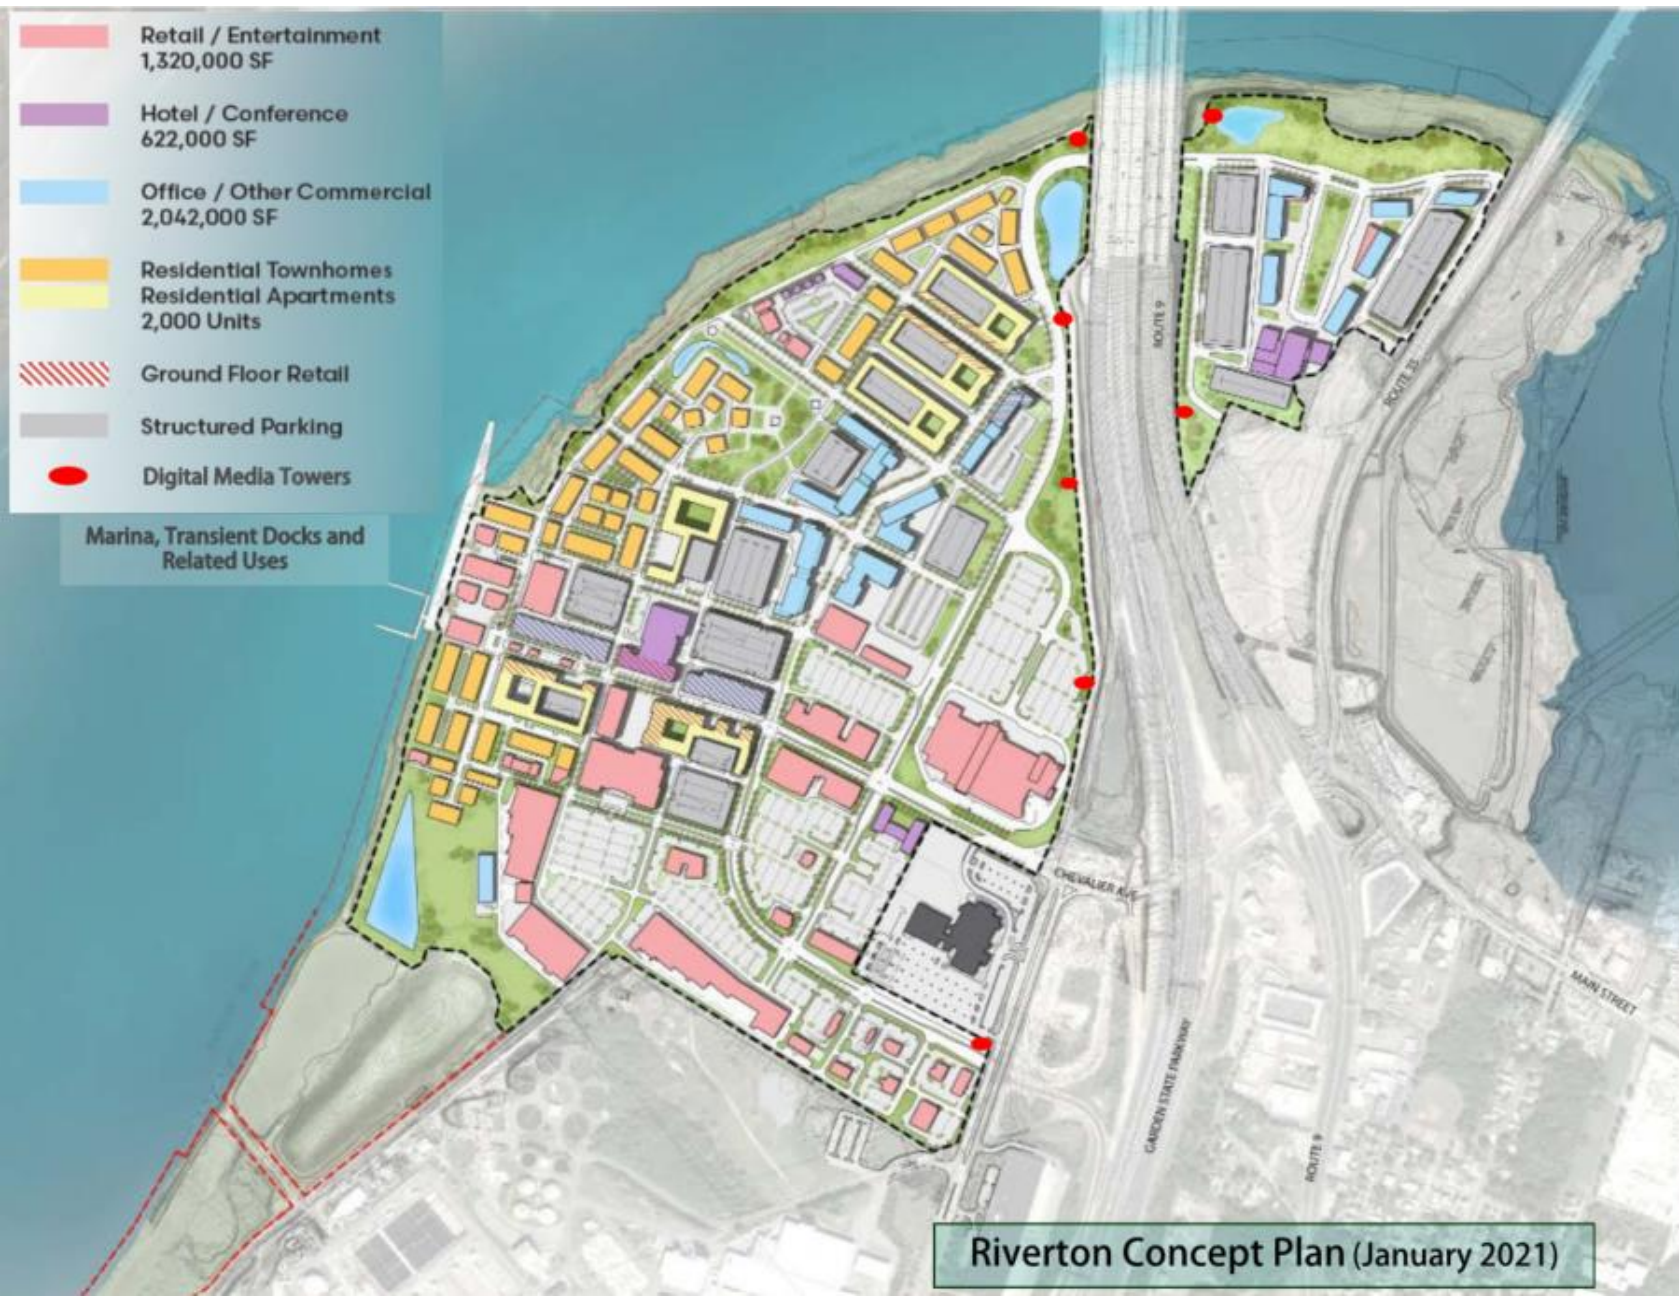 Retail / Entertainment
1,320,000 SF
Hotel / Conference
622,000 SF
Office / Other Commercial
2,042,000 SF
Residential Townhomes
Residential Apartments
2,000 Units
Ground Floor Retail
Structured Parking
Digital Media Towers
Marina, Transient Docks and
Related Uses
ROUTE 9
ROUTE 35
CHEVALIER AVE
MAIN STREET
GARDEN STATE PARKWAY
ROUTE 9
Riverton Concept Plan (January 2021)